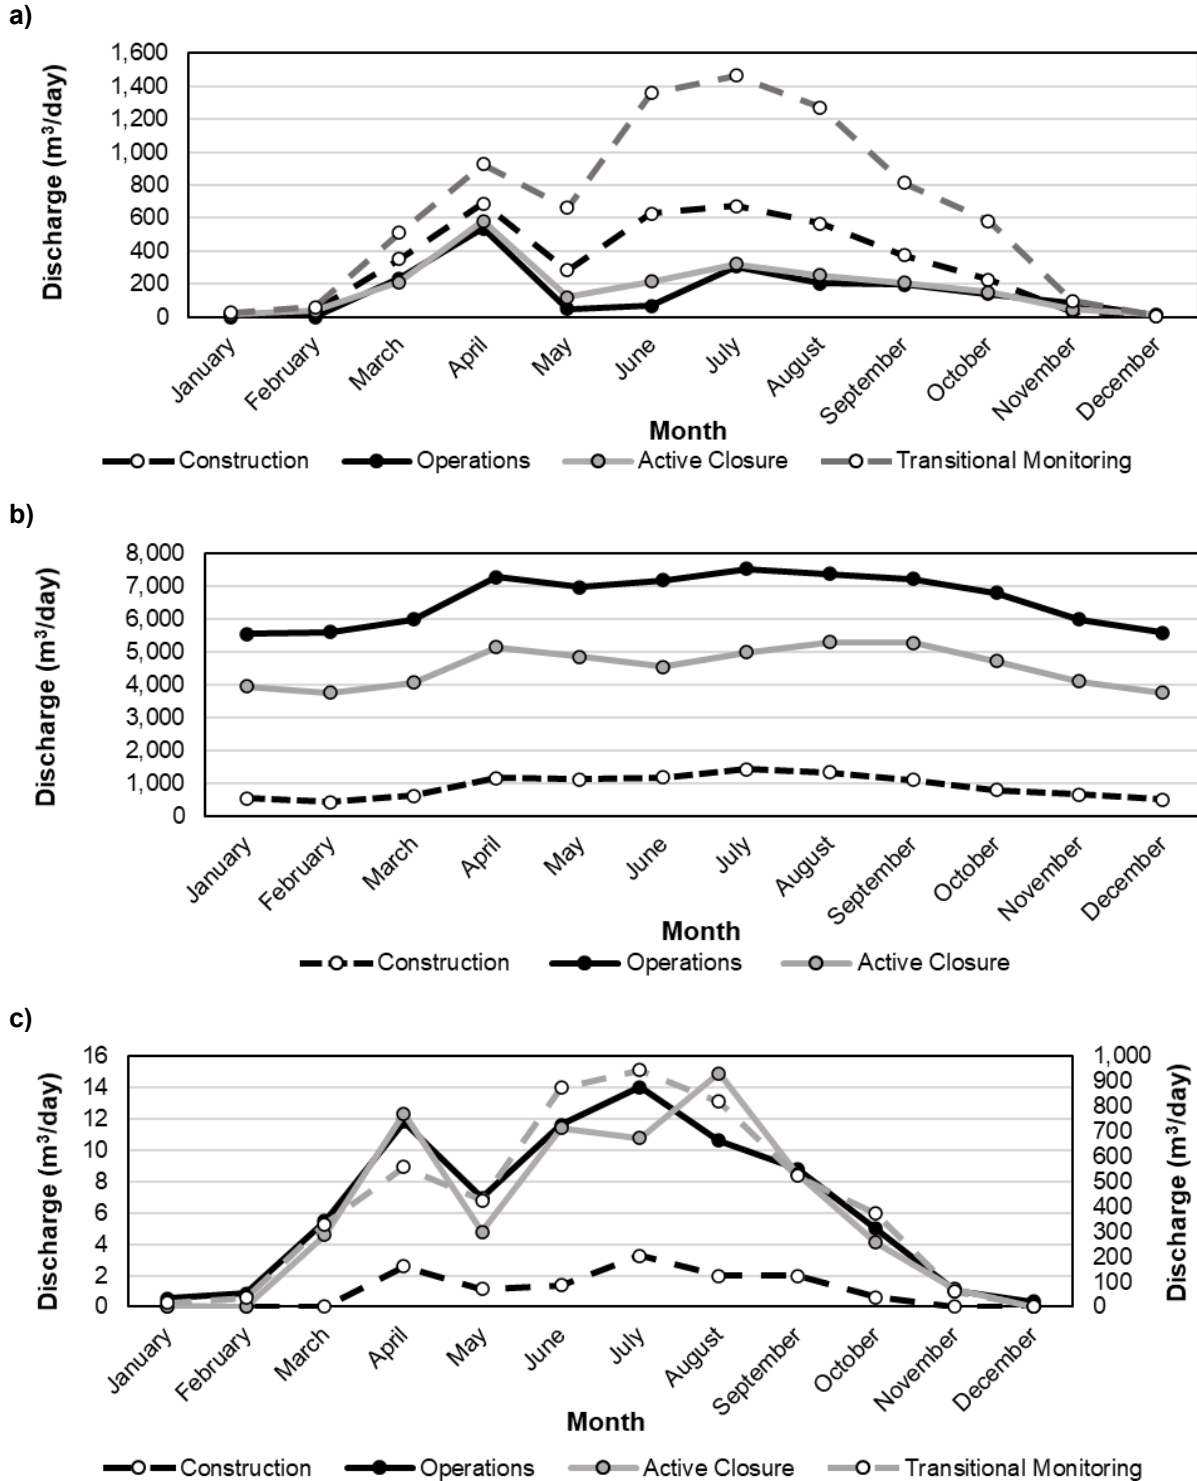 a)
Discharge (m³/day)
1,600
1,400
1,200
1,000
800
600
400
200
0
January February March April May June July August September October November December
Month
Construction Operations Active Closure Transitional Monitoring
b)
Discharge (m³/day)
8,000
7,000
6,000
5,000
4,000
3,000
2,000
1,000
0
January February March April May June July August September October November December
Month
Construction Operations Active Closure
c)
Discharge (m³/day)
16
14
12
10
8
6
4
2
0
1,000
900
800
700
600
500
400
300
200
100
0
Discharge (m³/day)
January February March April May June July August September October November December
Month
Construction Operations Active Closure Transitional Monitoring